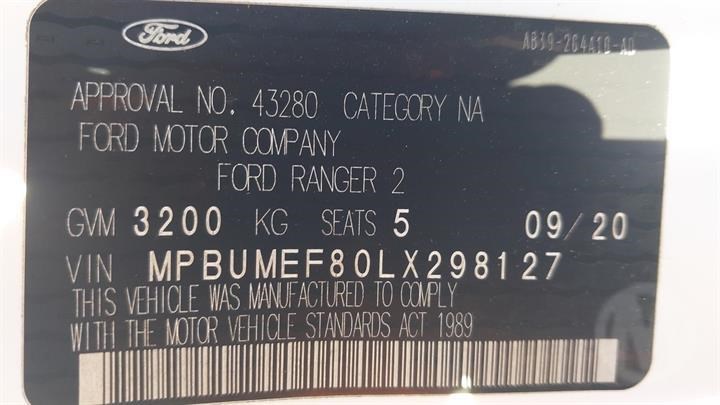 Ford
AB39-264A10-AD
APPROVAL NO. 43280 CATEGORY NA
FORD MOTOR COMPANY
FORD RANGER 2
GVM 3200 KG SEATS 5 09/20
VIN MPBUMEF80LX298127
THIS VEHICLE WAS MANUFACTURED TO COMPLY
WITH THE MOTOR VEHICLE STANDARDS ACT 1989